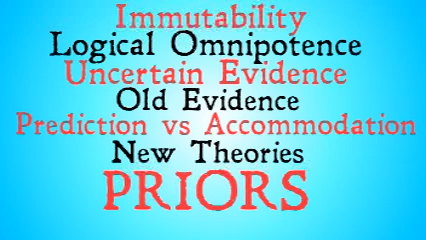 Immutability
Logical Omnipotence
Uncertain Evidence
Old Evidence
Prediction vs Accommodation
New Theories
PRIORS